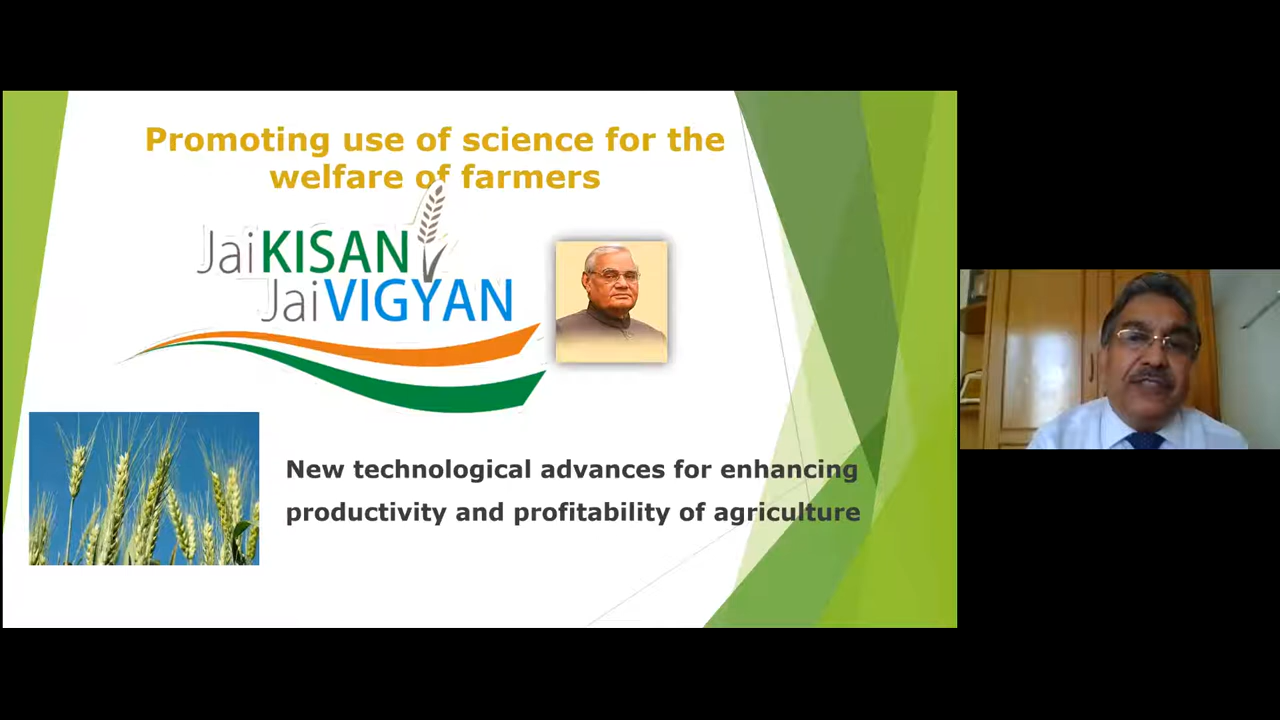 Promoting use of science for the
welfare of farmers
Jai KISAN
Jai VIGYAN
New technological advances for enhancing
productivity and profitability of agriculture